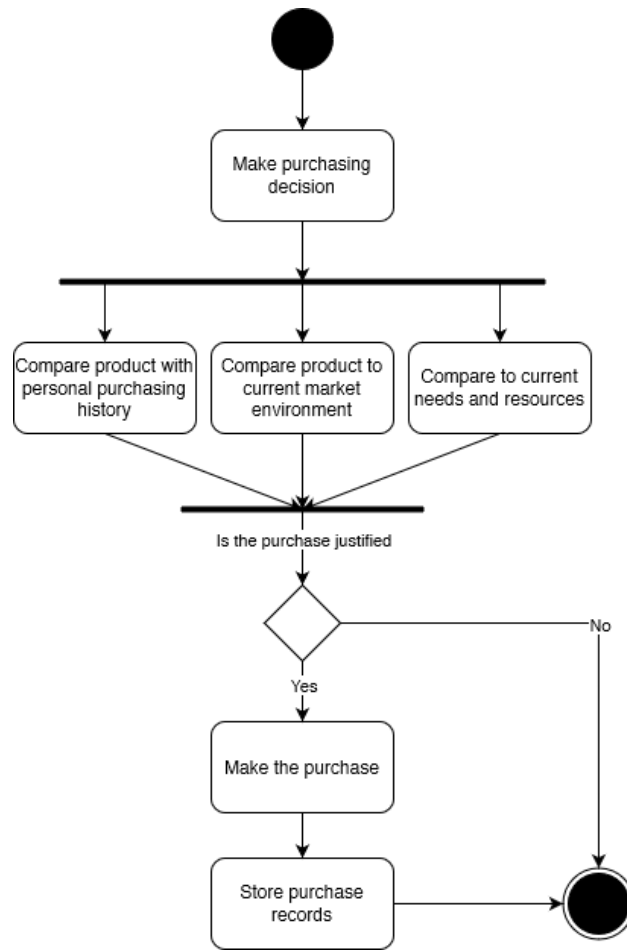 Make purchasing
decision
Compare product with
personal purchasing
history
Compare product to
current market
environment
Compare to current
needs and resources
Is the purchase justified
No
Yes
Make the purchase
Store purchase
records